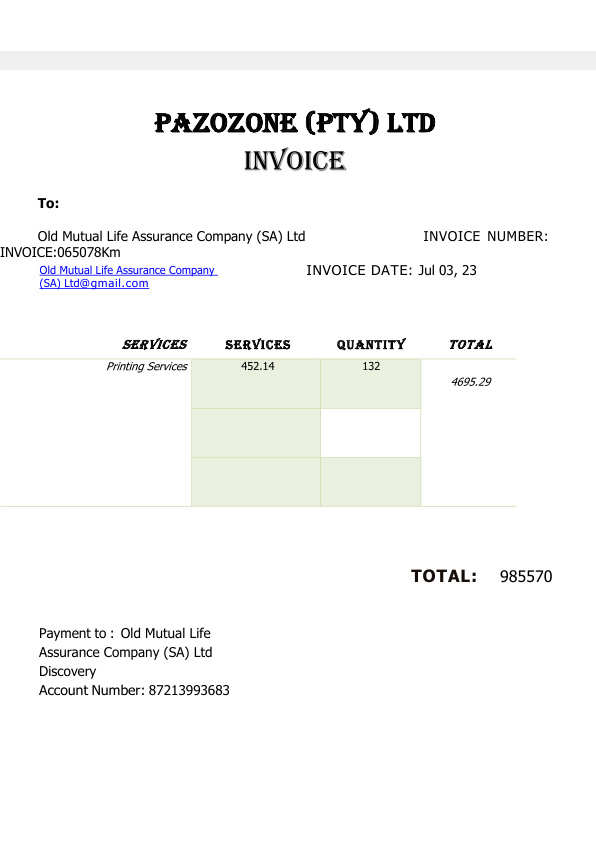 PAZOZONE (PTY) LTD
INVOICE
To:
Old Mutual Life Assurance Company (SA) Ltd INVOICE NUMBER:
INVOICE:065078Km
Old Mutual Life Assurance Company INVOICE DATE: Jul 03, 23
(SA) Ltd@gmail.com
SERVICES SERVICES QUANTITY TOTAL
Printing Services 452.14 132
4695.29
TOTAL: 985570
Payment to : Old Mutual Life
Assurance Company (SA) Ltd
Discovery
Account Number: 87213993683